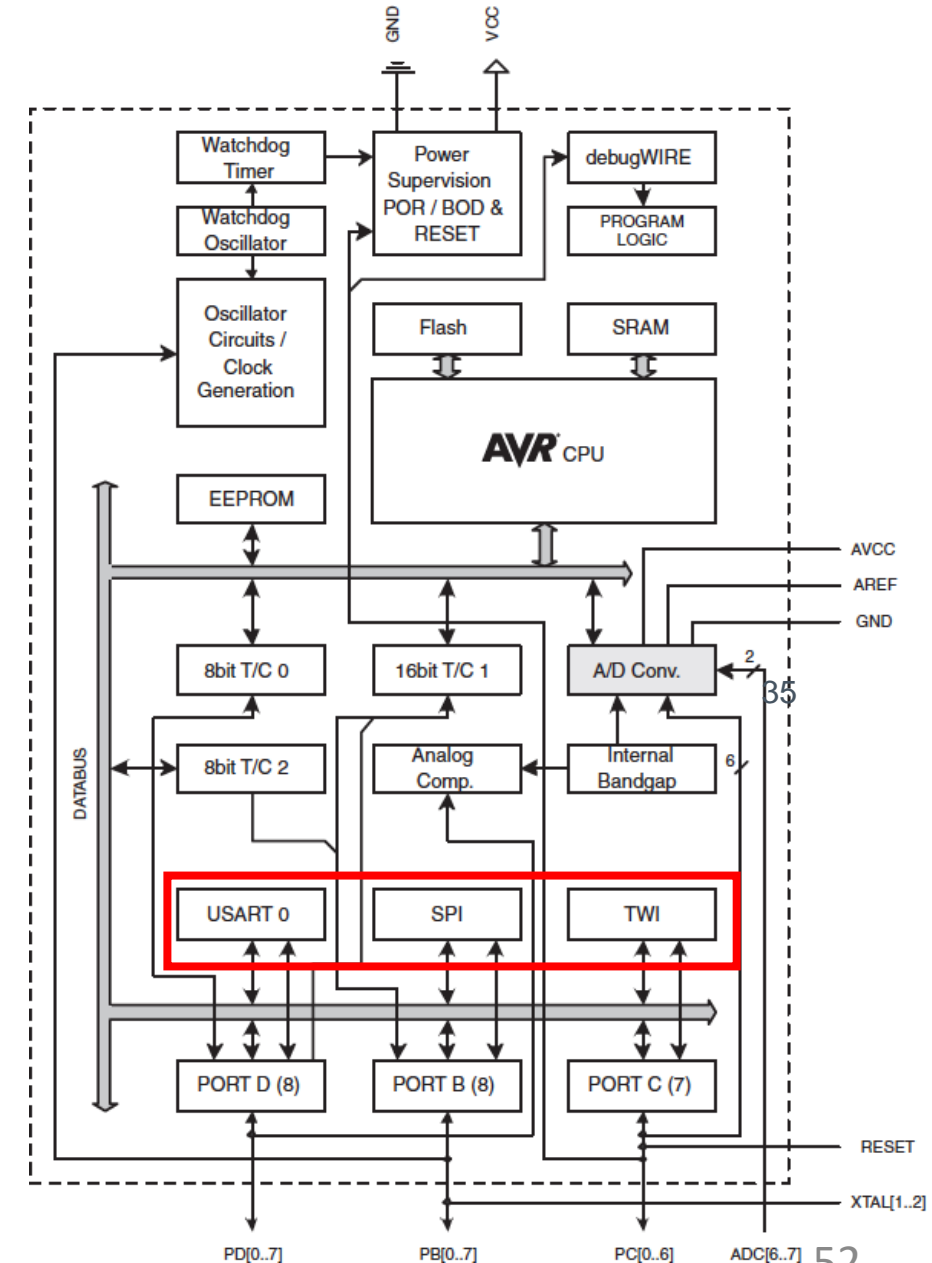 GND
VCC
Watchdog
Timer
Power
Supervision
POR / BOD &
RESET
debugWIRE
PROGRAM
LOGIC
Watchdog
Oscillator
Oscillator
Circuits /
Clock
Generation
Flash
SRAM
AVR® CPU
EEPROM
AVCC
AREF
GND
8bit T/C 0
16bit T/C 1
A/D Conv.
2
35
8bit T/C 2
Analog
Comp.
Internal
Bandgap
6
DATABUS
USART 0
SPI
TWI
PORT D (8)
PORT B (8)
PORT C (7)
RESET
XTAL[1..2]
PD[0..7]
PB[0..7]
PC[0..6]
ADC[6..7]
52